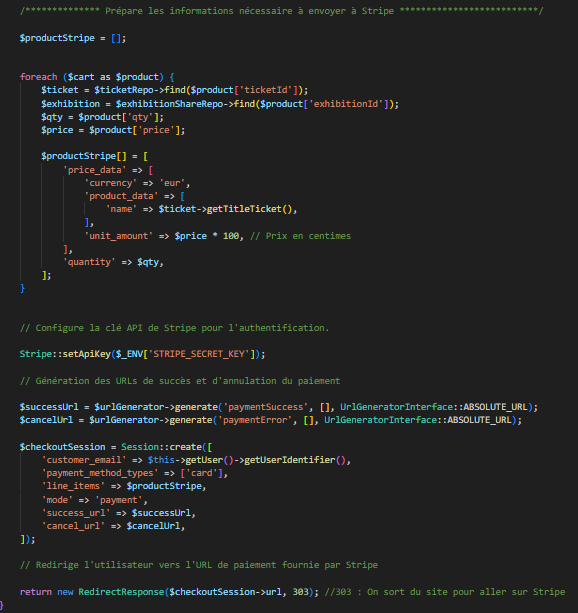 /************** Prépare les informations nécessaire à envoyer à Stripe **************************/
$productStripe = [];
foreach ($cart as $product) {
$ticket = $ticketRepo->find($product['ticketId']);
$exhibition = $exhibitionShareRepo->find($product['exhibitionId']);
$qty = $product['qty'];
$price = $product['price'];
$productStripe[] = [
'price_data' => [
'currency' => 'eur',
'product_data' => [
'name' => $ticket->getTitleTicket(),
],
'unit_amount' => $price * 100, // Prix en centimes
],
'quantity' => $qty,
];
}
// Configure la clé API de Stripe pour l'authentification.
Stripe::setApiKey($_ENV['STRIPE_SECRET_KEY']);
// Génération des URLs de succès et d'annulation du paiement
$successUrl = $urlGenerator->generate('paymentSuccess', [], UrlGeneratorInterface::ABSOLUTE_URL);
$cancelUrl = $urlGenerator->generate('paymentError', [], UrlGeneratorInterface::ABSOLUTE_URL);
$checkoutSession = Session::create([
'customer_email' => $this->getUser()->getUserIdentifier(),
'payment_method_types' => ['card'],
'line_items' => $productStripe,
'mode' => 'payment',
'success_url' => $successUrl,
'cancel_url' => $cancelUrl,
]);
// Redirige l'utilisateur vers l'URL de paiement fournie par Stripe
return new RedirectResponse($checkoutSession->url, 303); //303 : On sort du site pour aller sur Stripe
}